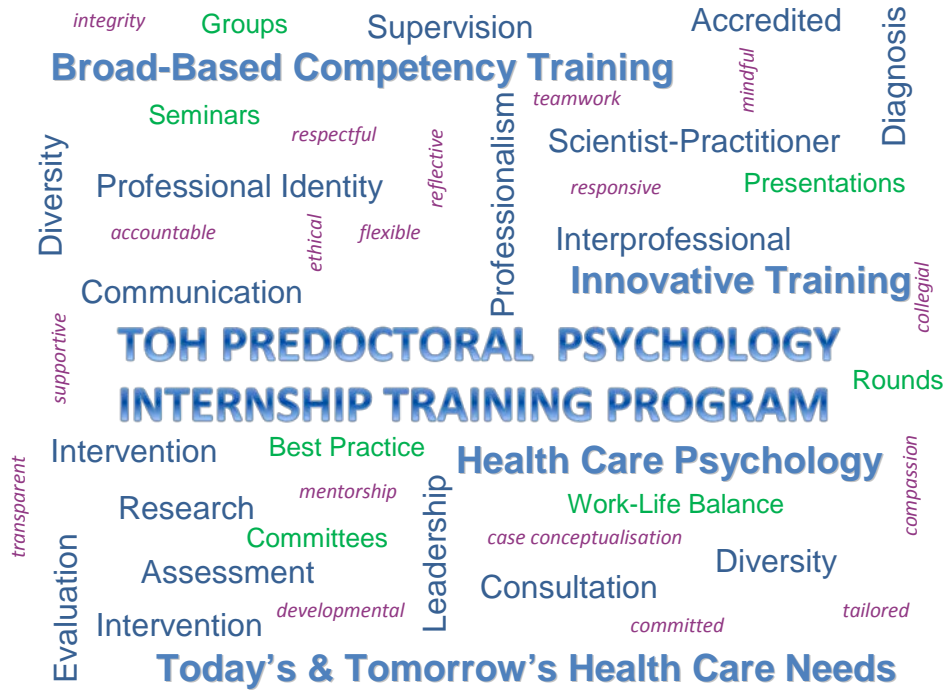 integrity
Groups
Supervision
Accredited
Diagnosis
Broad-Based Competency Training
mindful
teamwork
Professionalism
Seminars
respectful
reflective
Scientist-Practitioner
Diversity
Professional Identity
responsive
Presentations
accountable
ethical
flexible
Interprofessional
Innovative Training
collegial
Communication
supportive
TOH PREDOCTORAL PSYCHOLOGY
INTERNSHIP TRAINING PROGRAM
Rounds
Intervention
Best Practice
Health Care Psychology
compassion
transparent
mentorship
Leadership
Work-Life Balance
Research
Committees
case conceptualisation
Evaluation
Assessment
Consultation
Diversity
developmental
Intervention
committed
tailored
Today's & Tomorrow's Health Care Needs